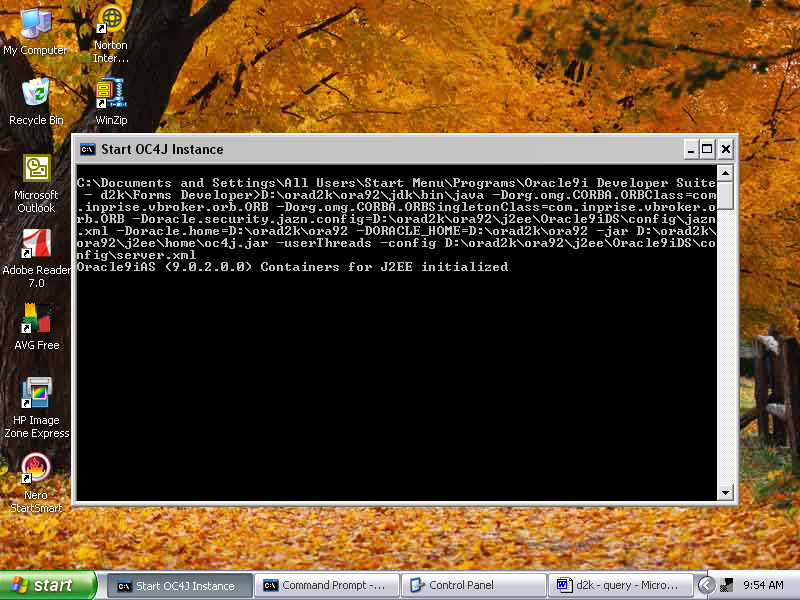 My Computer
Norton
Inter...
Recycle Bin
WinZip
Microsoft
Outlook
Adobe Reader
7.0
AVG Free
HP Image
Zone Express
Nero
StartSmart
Start OC4J Instance
C:\Documents and Settings\All Users\Start Menu\Programs\Oracle9i Developer Suite
 - d2k\Forms Developer>D:\orad2k\ora92\jdk\bin\java -Dorg.omg.CORBA.ORBClass=com
.inprise.vbroker.orb.ORB -Dorg.omg.CORBA.ORBSingletonClass=com.inprise.vbroker.o
rb.ORB -Doracle.security.jazn.config=D:\orad2k\ora92\j2ee\Oracle9iDS\config\jazn
.xml -Doracle.home=D:\orad2k\ora92 -DORACLE_HOME=D:\orad2k\ora92 -jar D:\orad2k\
ora92\j2ee\home\oc4j.jar -userThreads -config D:\orad2k\ora92\j2ee\Oracle9iDS\co
nfig\server.xml
Oracle9iAS (9.0.2.0.0) Containers for J2EE initialized
start
Start OC4J Instance
Command Prompt -...
Control Panel
d2k - query - Micro...
9:54 AM